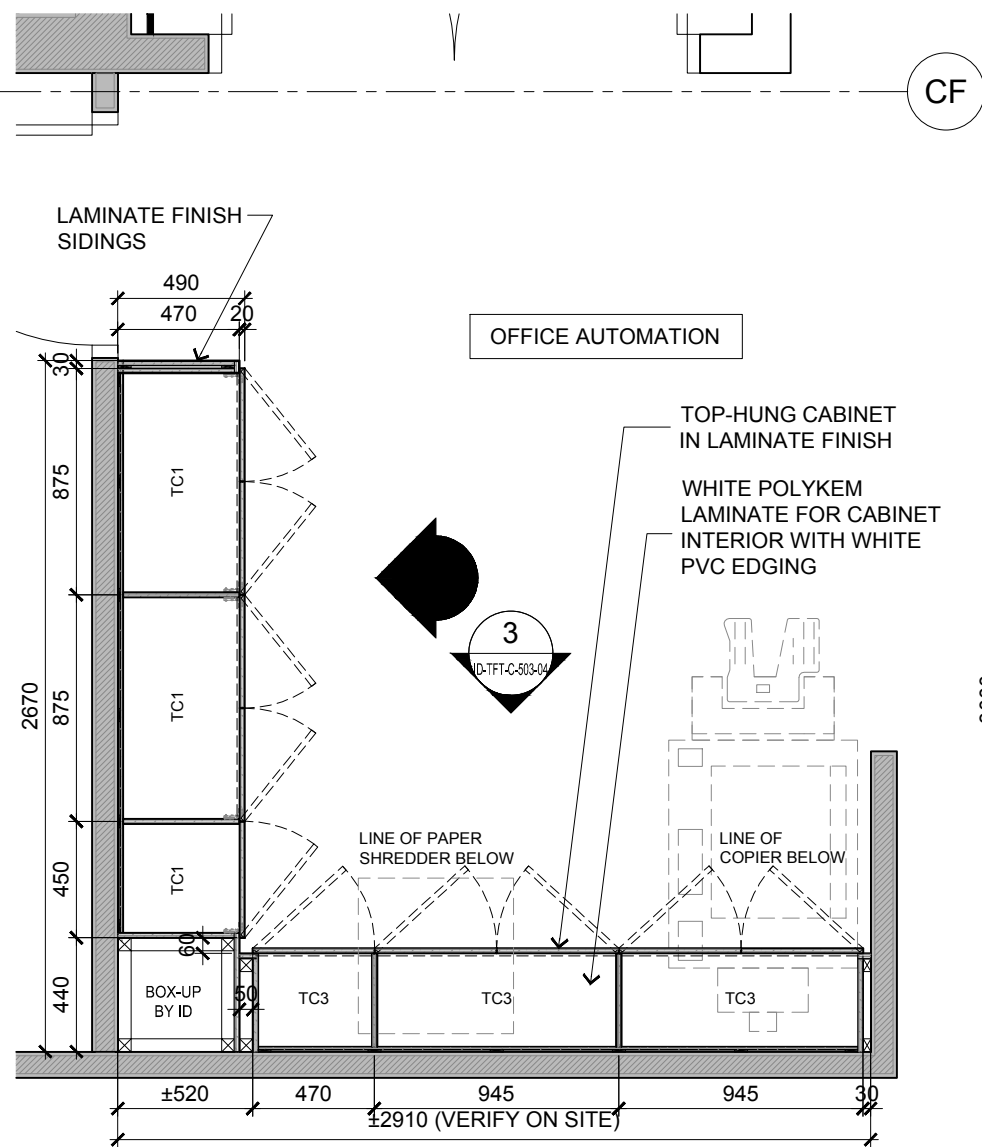 CF
LAMINATE FINISH
SIDINGS
490
470
20
OFFICE AUTOMATION
30
TOP-HUNG CABINET
IN LAMINATE FINISH
875
TC1
WHITE POLYKEM
LAMINATE FOR CABINET
INTERIOR WITH WHITE
PVC EDGING
3
ID-TFT-C-503-04
2670
875
TC1
LINE OF PAPER
SHREDDER BELOW
LINE OF
COPIER BELOW
450
TC1
60
440
BOX-UP
BY ID
50
TC3
TC3
TC3
±520
470
945
945
30
±2910 (VERIFY ON SITE)